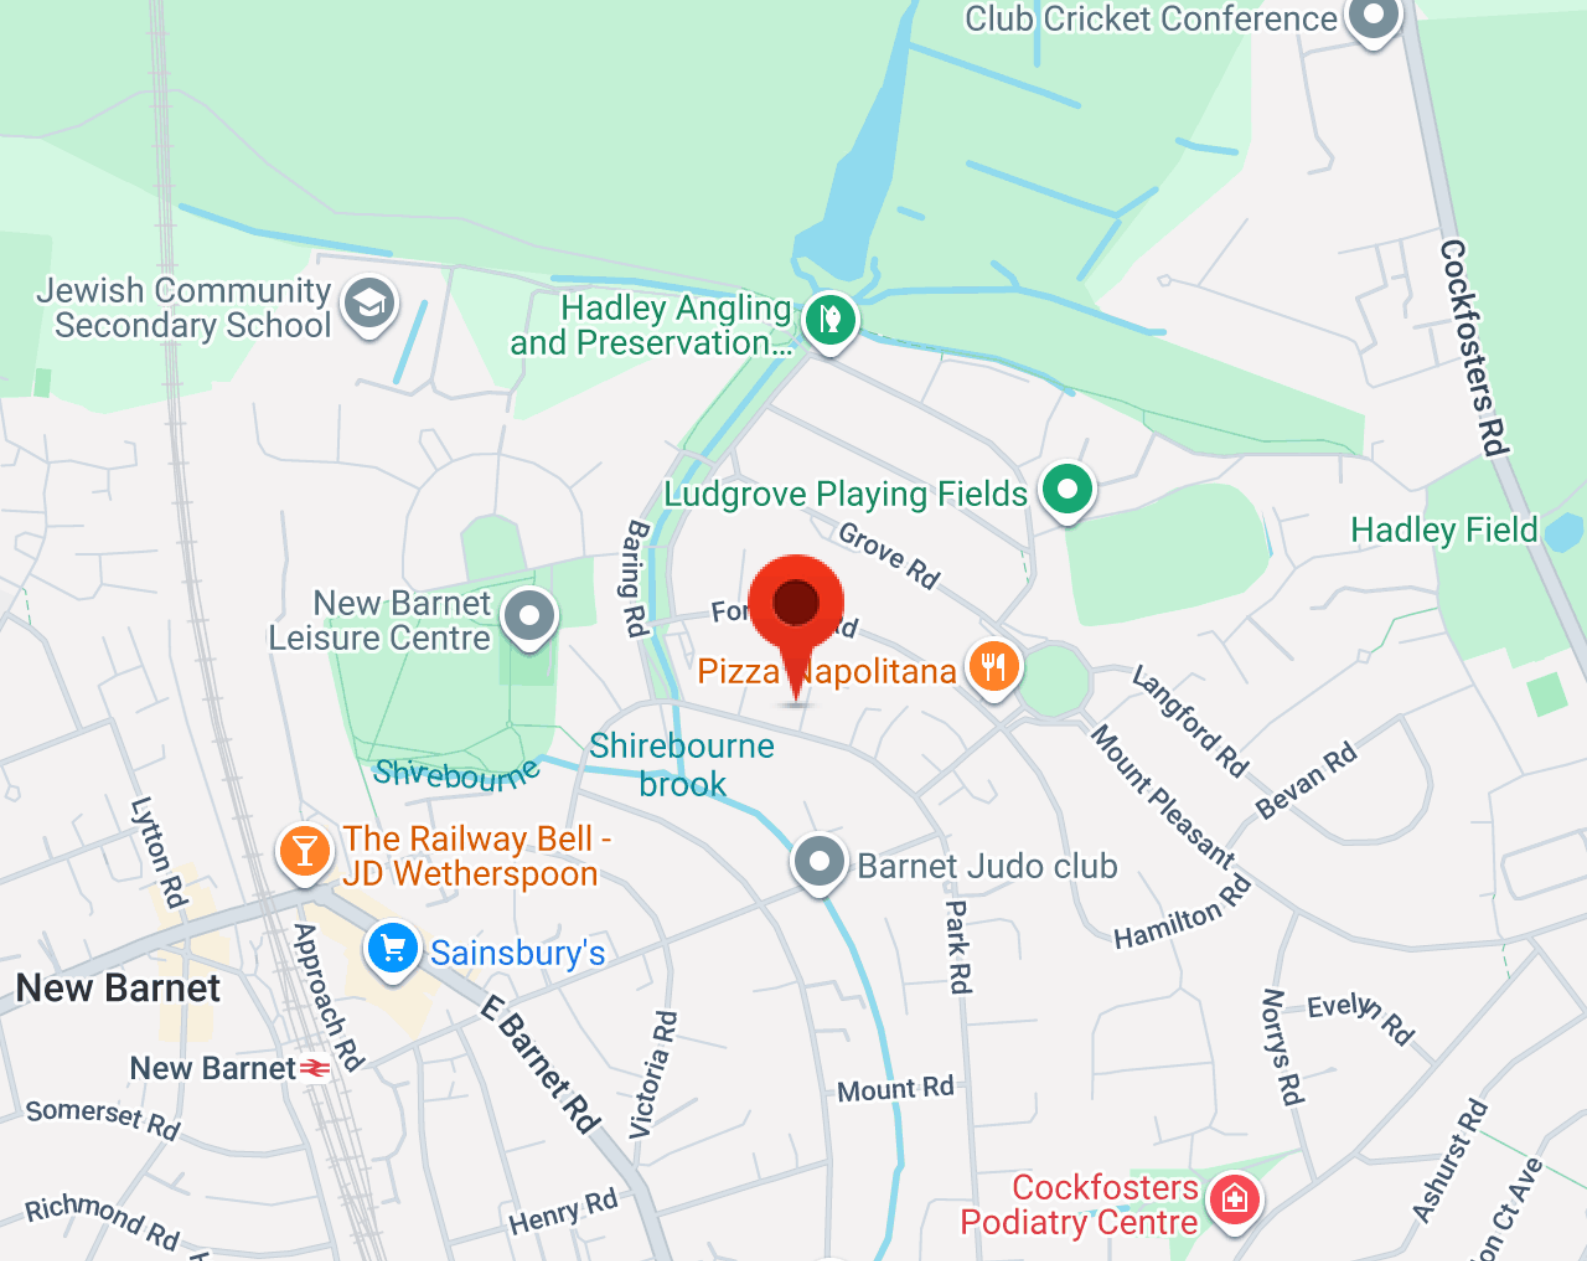 Club Cricket Conference
Cockfosters Rd
Jewish Community
Secondary School
Hadley Angling
and Preservation...
Ludgrove Playing Fields
Hadley Field
Grove Rd
Baring Rd
New Barnet
Leisure Centre
Pizza Napolitana
Langford Rd
Shirebourne
brook
Shirebourne
Mount Pleasant
Bevan Rd
Lytton Rd
The Railway Bell -
JD Wetherspoon
Barnet Judo club
Hamilton Rd
Park Rd
Approach Rd
Sainsbury's
New Barnet
E Barnet Rd
Victoria Rd
Norrys Rd
Evelyn Rd
New Barnet
Mount Rd
Somerset Rd
Ashurst Rd
Cockfosters
Podiatry Centre
Richmond Rd
Henry Rd
Ct Ave